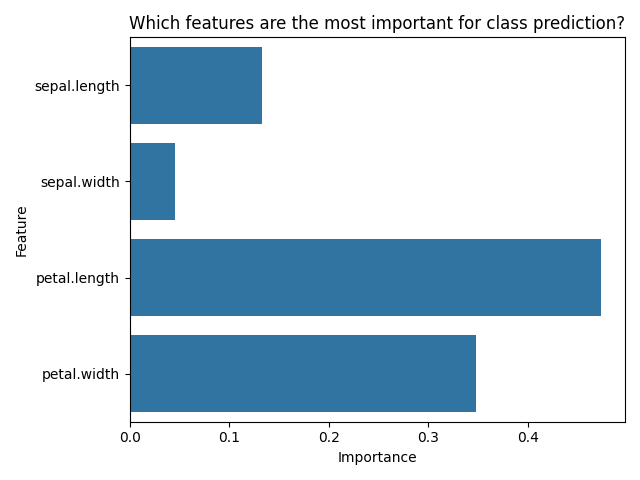 Which features are the most important for class prediction?
Feature
sepal.length
sepal.width
petal.length
petal.width
0.0 0.1 0.2 0.3 0.4
Importance